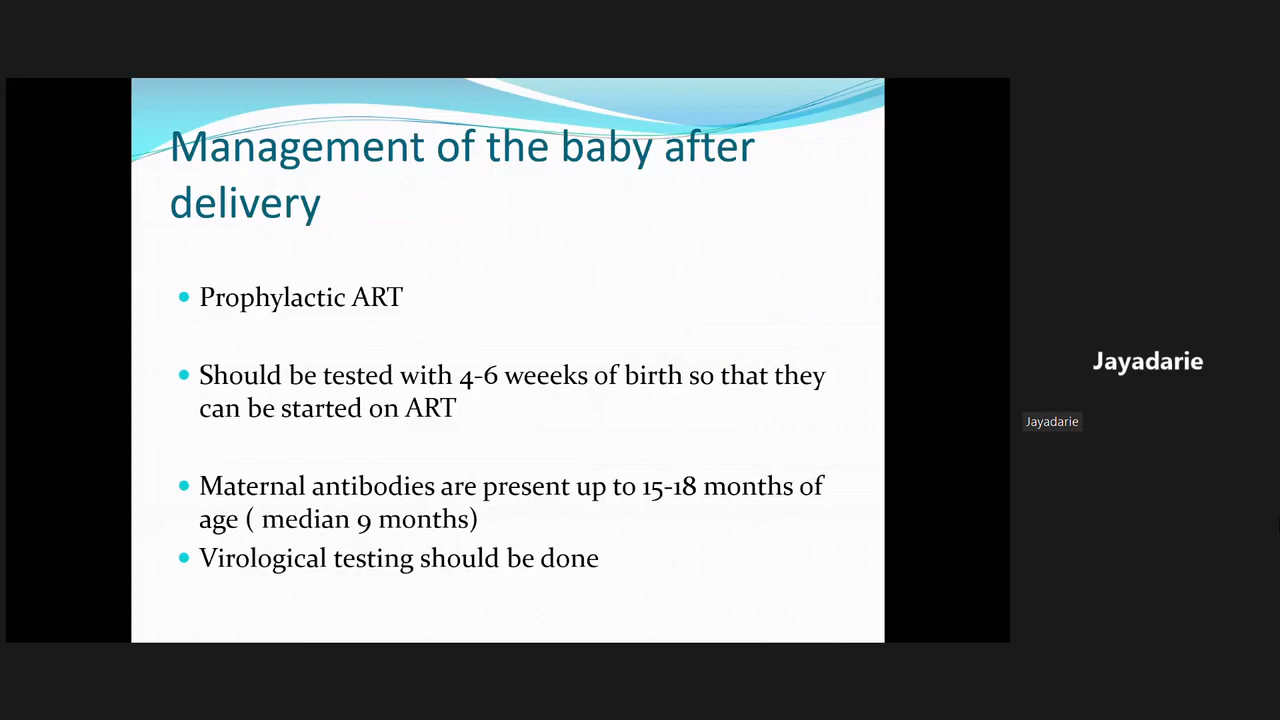 Management of the baby after
delivery
Prophylactic ART
Should be tested with 4-6 weeeks of birth so that they
can be started on ART
Maternal antibodies are present up to 15-18 months of
age ( median 9 months)
Virological testing should be done
Jayadarie
Jayadarie